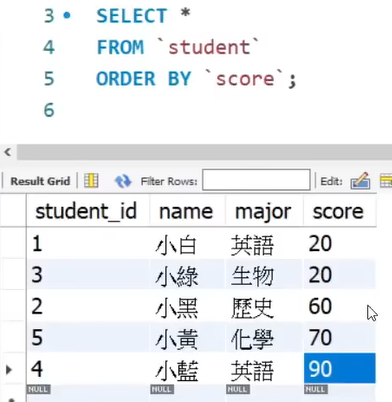 3 SELECT *
4 FROM `student`
5 ORDER BY `score`;
6
Result Grid Filter Rows: Edit:
student_id name major score
1 小白 英語 20
3 小綠 生物 20
2 小黑 歷史 60
5 小黃 化學 70
4 小藍 英語 90
NULL NULL NULL NULL